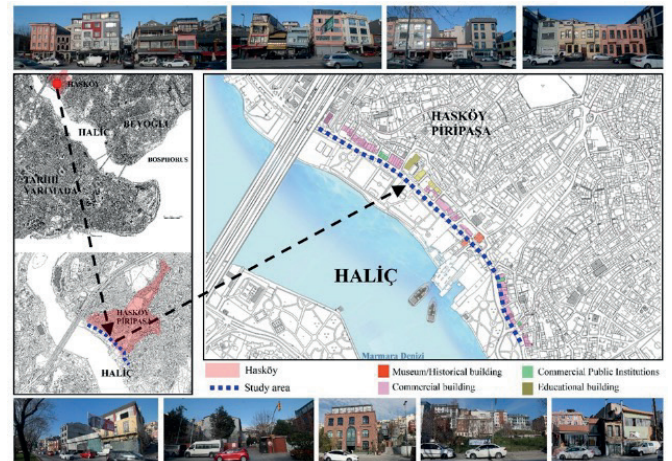 HASKÖY
HALİÇ
BEYOĞLU
BOSPHORUS
TARİHİ
YARIMADA
HASKÖY
PİRİPAŞA
HALİÇ
HASKÖY
PİRİPAŞA
HALİÇ
Marmara Denizi
Hasköy
Study area
Museum/Historical building
Commercial building
Commercial Public Institutions
Educational building